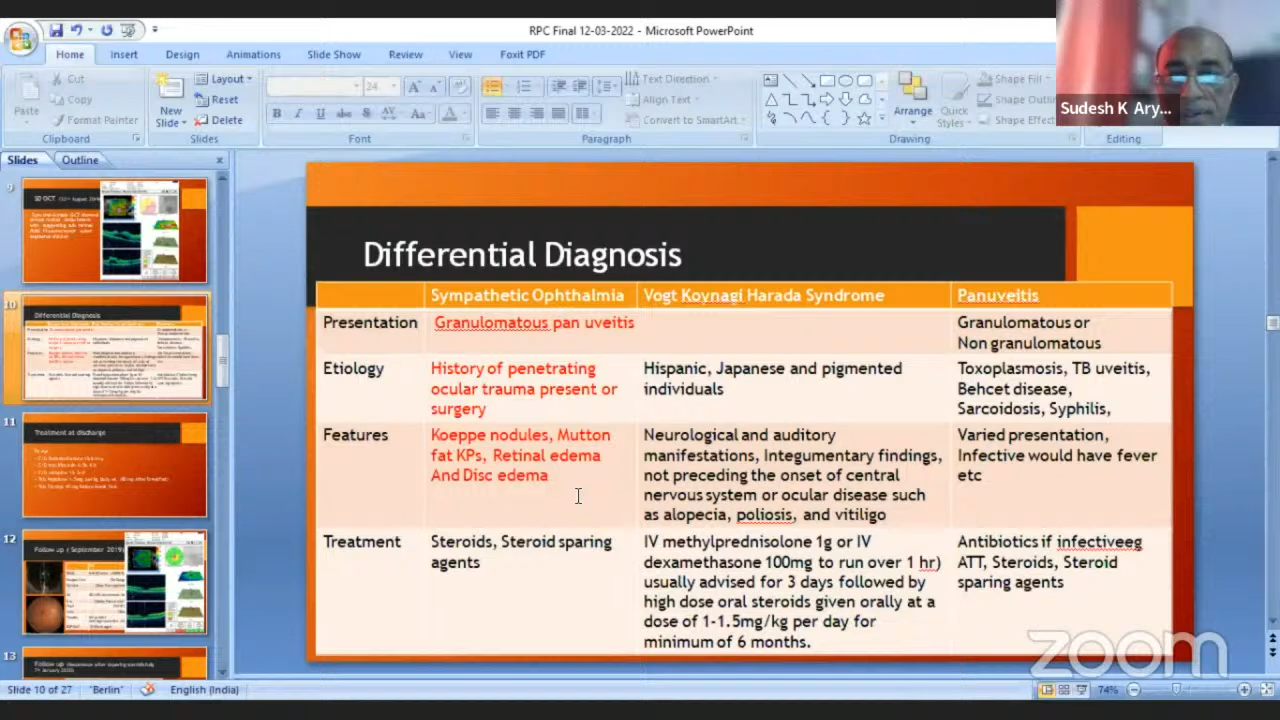 RPC Final 12-03-2022 - Microsoft PowerPoint
Home Insert Design Slide Show Animations Review View Foxit PDF
Cut
Copy
Format Painter
Paste
Clipboard
New
Slide
Layout
Reset
Delete
Slides
24
Font
Text Direction
Align Text
Convert to SmartArt
Paragraph
Arrange
Quick
Styles
Shape Fill
Shape Outli
Shape Effec
Drawing
Editing
Sudesh K Ary...
Slides Outline
9
10
Differential Diagnosis
11
Treatment at discharge
12
Follow up ( September 2019)
13
Differential Diagnosis
Sympathetic Ophthalmia Vogt Koynagi Harada Syndrome Panuveitis
Presentation
Granulomatous pan uveitis
Granulomatous or
Non granulomatous
Etiology
History of penetrating
ocular trauma present or
surgery
Hispanic, Japanese and pigmented
individuals
Toxoplasmosis, TB uveitis,
Behcet disease,
Sarcoidosis, Syphilis,
Features
Koeppe nodules, Mutton
fat KPs, Retinal edema
And Disc edema
Neurological and auditory
manifestations, Integumentary findings,
not preceding the onset of central
nervous system or ocular disease such
as alopecia, poliosis, and vitiligo
Varied presentation,
Infective would have fever
etc
Treatment
Steroids, Steroid sparing
agents
IV methylprednisolone 1g or IV
dexamethasone 100mg to run over 1 hr)
usually advised for 3 days followed by
high dose oral steroids given orally at a
dose of 1-1.5mg/kg per day for
minimum of 6 months.
Antibiotics if infectiveeg
ATT, Steroids, Steroid
sparing agents
zoom
Slide 10 of 27 "Berlin" English (India) 74%